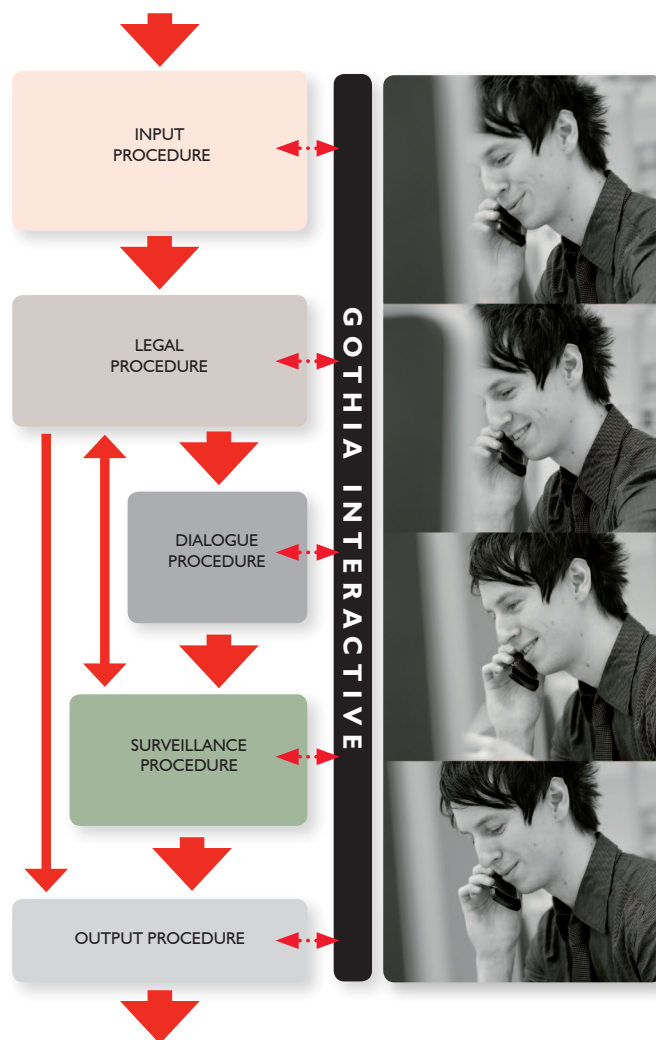 INPUT
PROCEDURE
LEGAL
PROCEDURE
DIALOGUE
PROCEDURE
SURVEILLANCE
PROCEDURE
OUTPUT PROCEDURE
GOTHIA INTERACTIVE